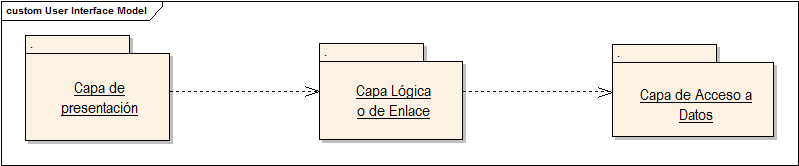 custom User Interface Model
.
.
.
Capa de
presentación
Capa Lógica
o de Enlace
Capa de Acceso a
Datos